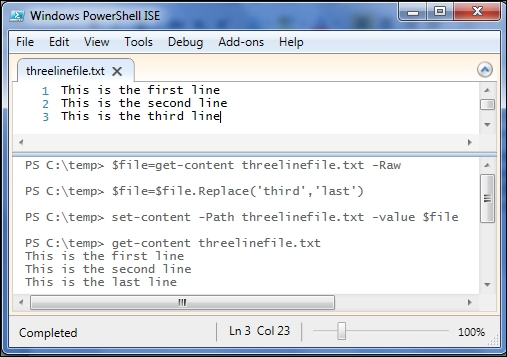 Windows PowerShell ISE
File Edit View Tools Debug Add-ons Help
threelinefile.txt
1 This is the first line
2 This is the second line
3 This is the third line
PS C:\temp> $file=get-content threelinefile.txt -Raw
PS C:\temp> $file=$file.Replace('third','last')
PS C:\temp> set-content -Path threelinefile.txt -value $file
PS C:\temp> get-content threelinefile.txt
This is the first line
This is the second line
This is the last line
Completed Ln 3 Col 23 100%